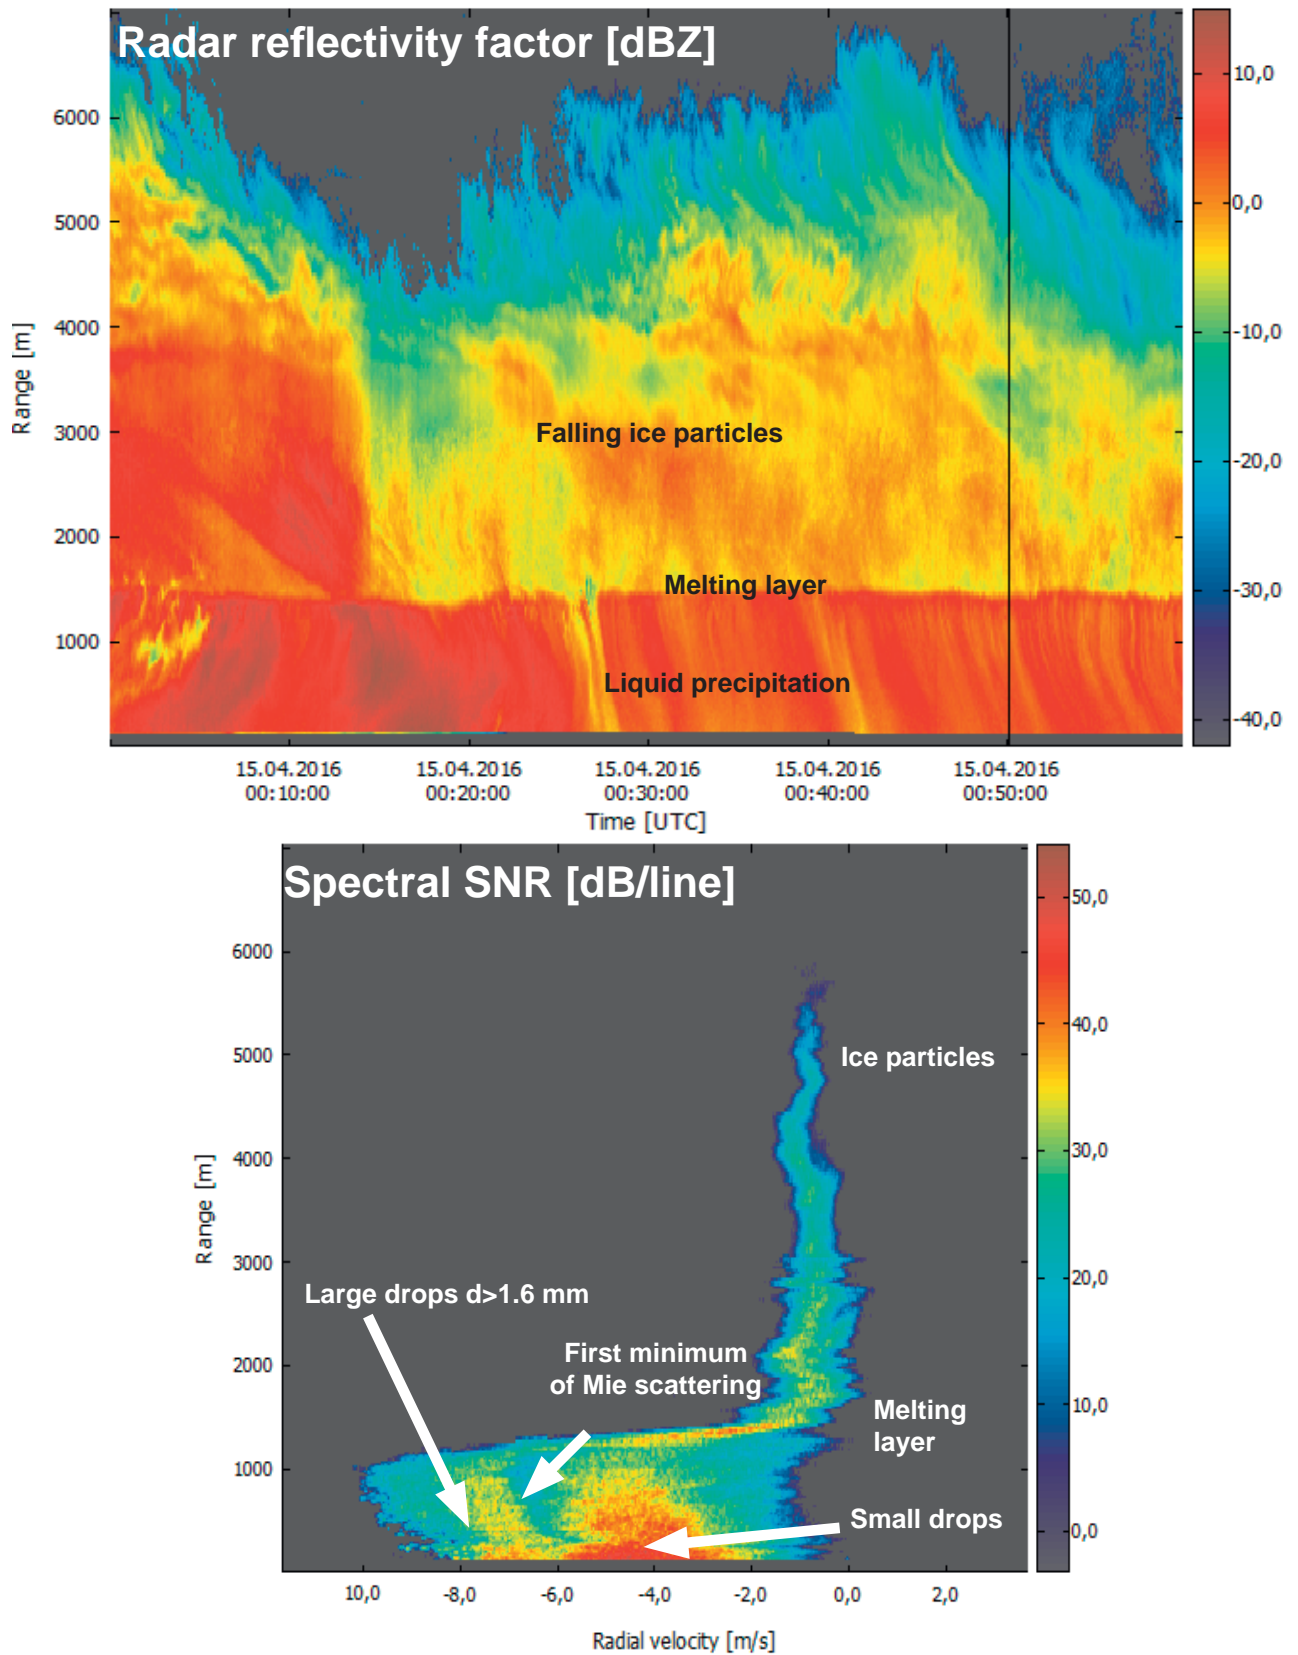 Radar reflectivity factor [dBZ]
6000
5000
4000
3000
2000
1000
Range [m]
Falling ice particles
Melting layer
Liquid precipitation
10,0
0,0
-10,0
-20,0
-30,0
-40,0
15.04.2016 15.04.2016 15.04.2016 15.04.2016 15.04.2016
00:10:00 00:20:00 00:30:00 00:40:00 00:50:00
Time [UTC]
Spectral SNR [dB/line]
6000
5000
4000
3000
2000
1000
Range [m]
Ice particles
Large drops d>1.6 mm
First minimum
of Mie scattering
Melting
layer
Small drops
50,0
40,0
30,0
20,0
10,0
0,0
10,0 -8,0 -6,0 -4,0 -2,0 0,0 2,0
Radial velocity [m/s]